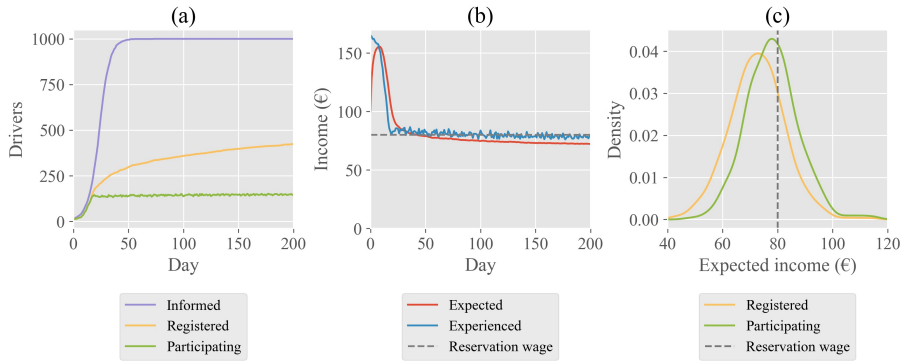 (a)
Drivers
1000
750
500
250
0
0 50 100 150 200
Day
Informed
Registered
Participating
(b)
Income (€)
150
100
50
0
0 50 100 150 200
Day
Expected
Experienced
Reservation wage
(c)
Density
0.04
0.03
0.02
0.01
0.00
40 60 80 100 120
Expected income (€)
Registered
Participating
Reservation wage